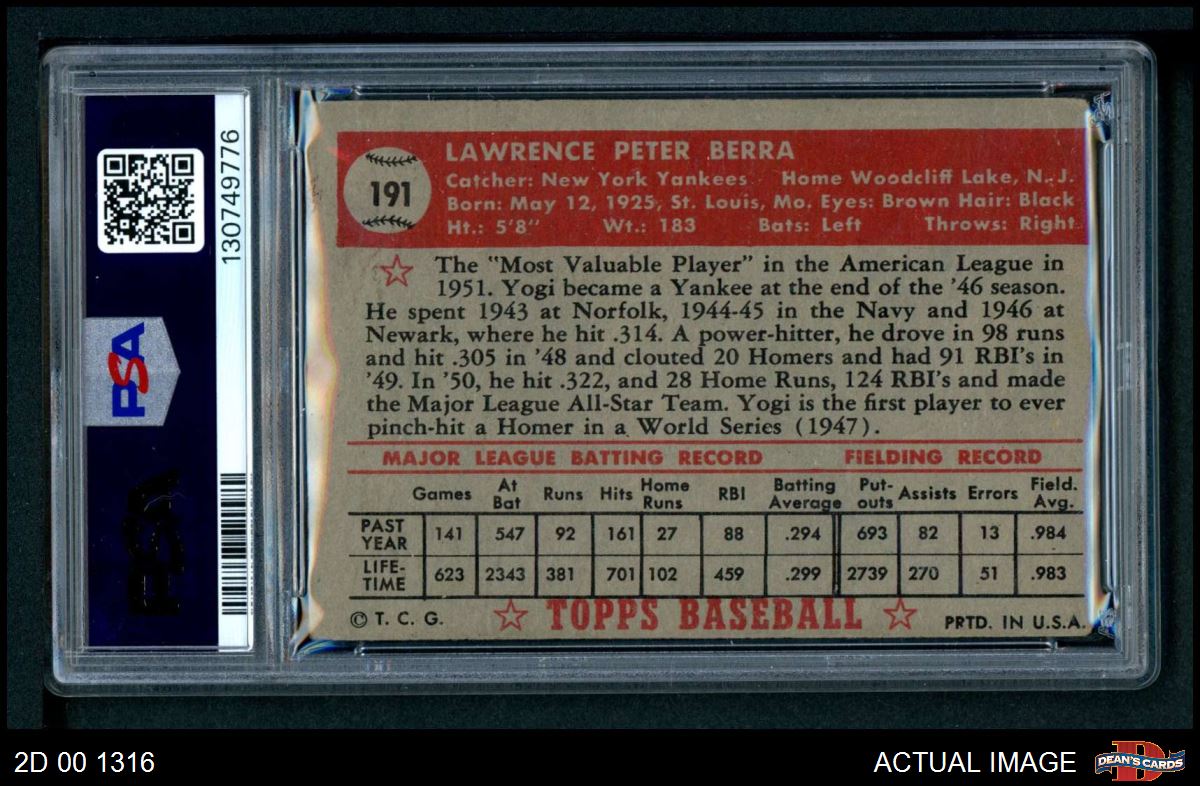 PSA
130749776
PSA
191
LAWRENCE PETER BERRA
Catcher: New York Yankees Home Woodcliff Lake, N. J.
Born: May 12, 1925, St. Louis, Mo. Eyes: Brown Hair: Black
Ht.: 5'8" Wt.: 183 Bats: Left Throws: Right
The "Most Valuable Player" in the American League in
1951. Yogi became a Yankee at the end of the '46 season.
He spent 1943 at Norfolk, 1944-45 in the Navy and 1946 at
Newark, where he hit .314. A power-hitter, he drove in 98 runs
and hit .305 in '48 and clouted 20 Homers and had 91 RBI's in
'49. In '50, he hit .322, and 28 Home Runs, 124 RBI's and made
the Major League All-Star Team. Yogi is the first player to ever
pinch-hit a Homer in a World Series (1947).
MAJOR LEAGUE BATTING RECORD FIELDING RECORD
Games At Bat Runs Hits Home Runs RBI Batting Average Put-outs Assists Errors Field. Avg.
PAST YEAR 141 547 92 161 27 88 .294 693 82 13 .984
LIFE-TIME 623 2343 381 701 102 459 .299 2739 270 51 .983
© T. C. G. TOPPS BASEBALL PRTD. IN U.S.A.
2D 00 1316 ACTUAL IMAGE DEAN'S CARDS